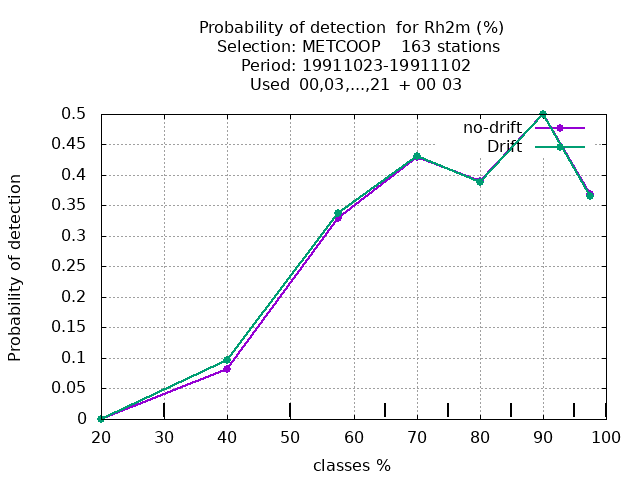 Probability of detection for Rh2m (%)
Selection: METCOOP 163 stations
Period: 19911023-19911102
Used 00,03,...,21 + 00 03
no-drift
Drift
Probability of detection
0.5
0.45
0.4
0.35
0.3
0.25
0.2
0.15
0.1
0.05
0
20 30 40 50 60 70 80 90 100
classes %